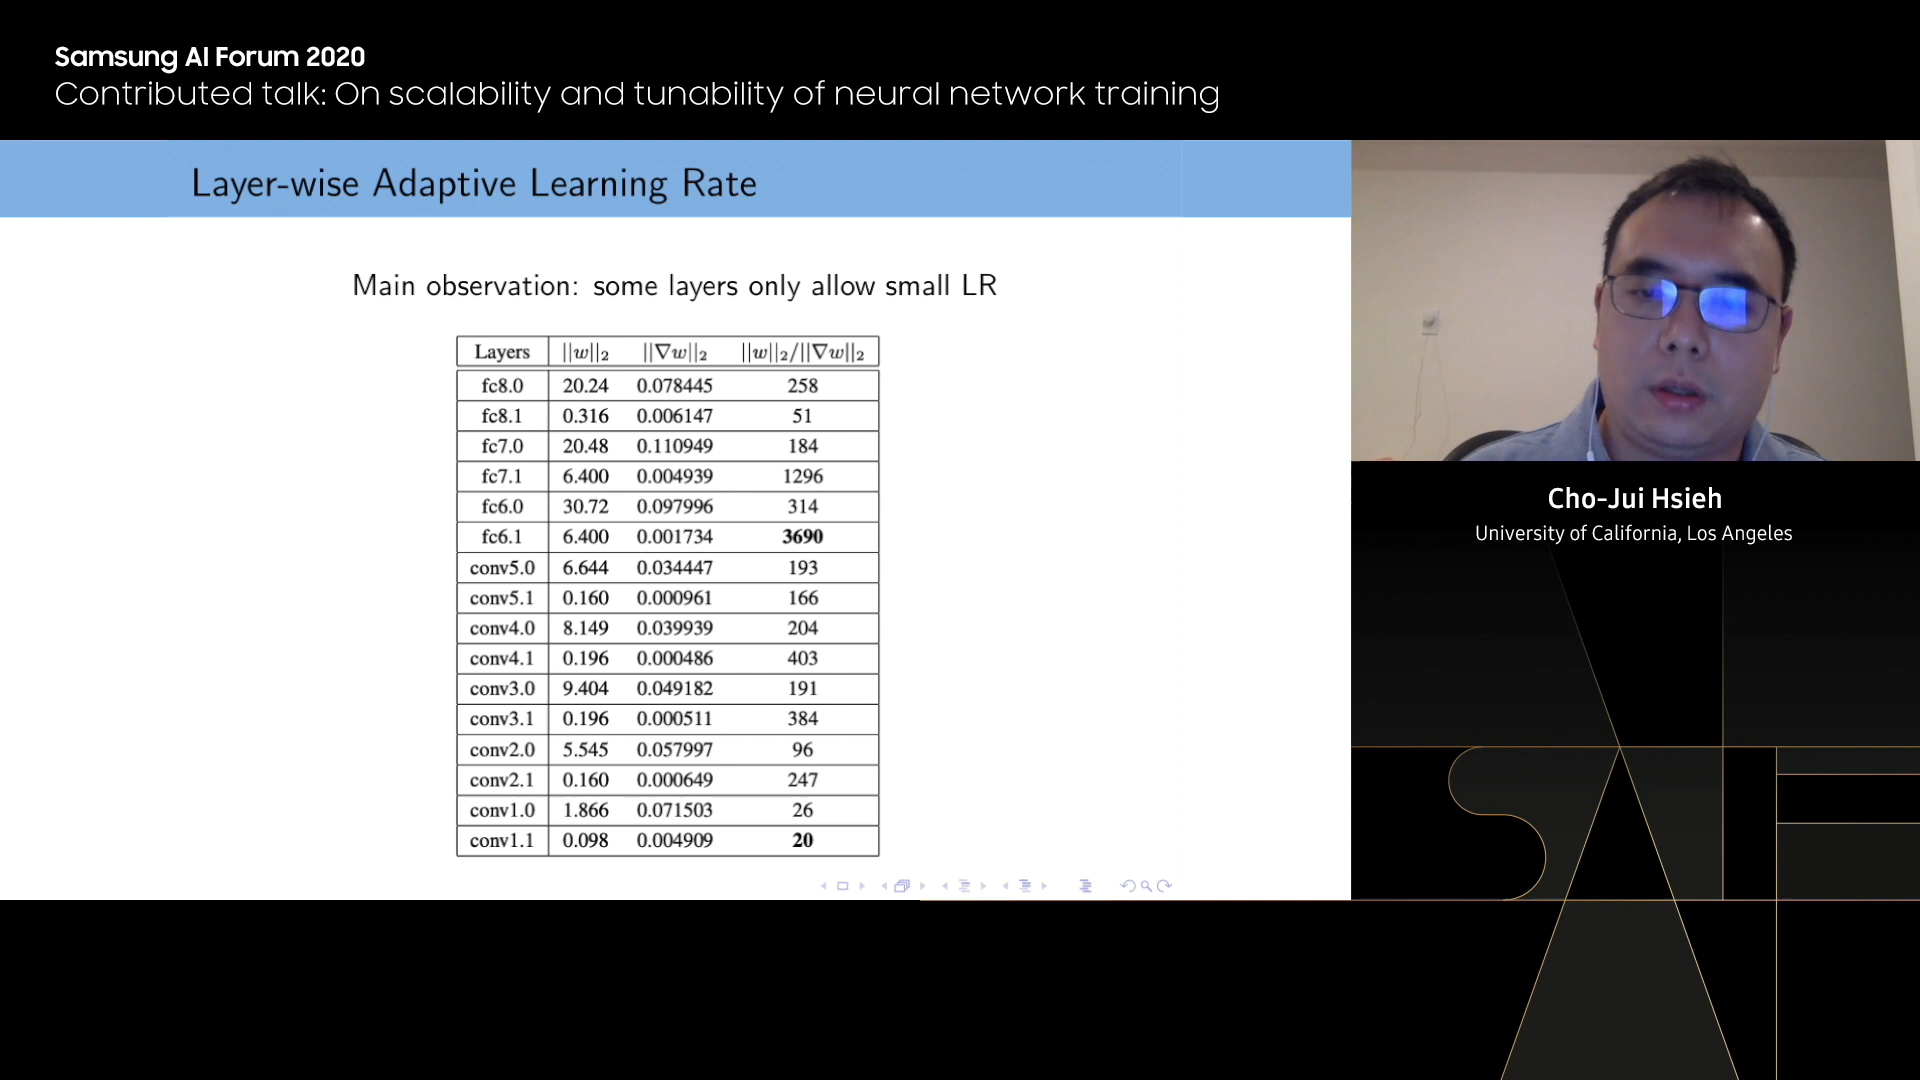 Samsung AI Forum 2020
Contributed talk: On scalability and tunability of neural network training
Layer-wise Adaptive Learning Rate
Main observation: some layers only allow small LR
Layers ||w||₂ ||∇w||₂ ||w||₂/||∇w||₂
fc8.0 20.24 0.078445 258
fc8.1 0.316 0.006147 51
fc7.0 20.48 0.110949 184
fc7.1 6.400 0.004939 1296
fc6.0 30.72 0.097996 314
fc6.1 6.400 0.001734 3690
conv5.0 6.644 0.034447 193
conv5.1 0.160 0.000961 166
conv4.0 8.149 0.039939 204
conv4.1 0.196 0.000486 403
conv3.0 9.404 0.049182 191
conv3.1 0.196 0.000511 384
conv2.0 5.545 0.057997 96
conv2.1 0.160 0.000649 247
conv1.0 1.866 0.071503 26
conv1.1 0.098 0.004909 20
Cho-Jui Hsieh
University of California, Los Angeles